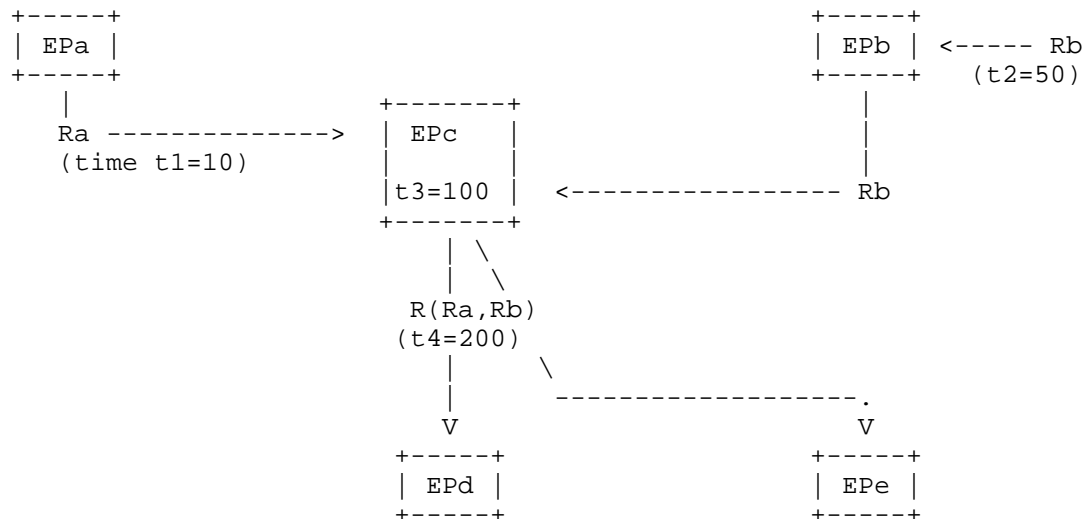 EPa EPb <----- Rb
(t2=50)
Ra --------------> EPc
(time t1=10)
t3=100 <----------------- Rb
R(Ra,Rb)
(t4=200)
V V
EPd EPe